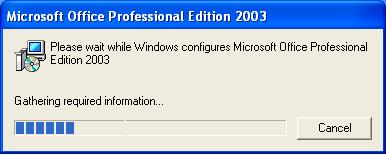 Microsoft Office Professional Edition 2003
Please wait while Windows configures Microsoft Office Professional
Edition 2003
Gathering required information...
Cancel